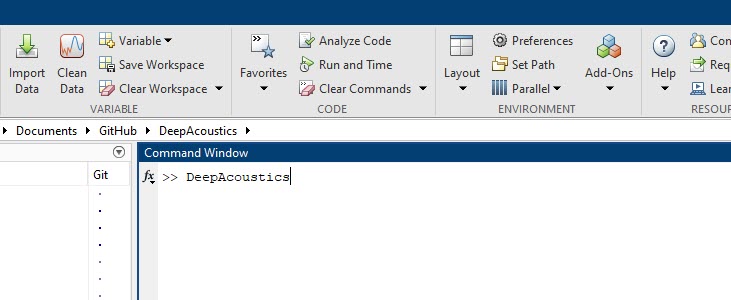 Variable
Analyze Code
Preferences
Con
Save Workspace
Run and Time
Set Path
Req
Import Data
Clean Data
Clear Workspace
Favorites
Clear Commands
Layout
Parallel
Add-Ons
Help
Lear
VARIABLE
CODE
ENVIRONMENT
RESOU
Documents
GitHub
DeepAcoustics
Command Window
Git
fx >> DeepAcoustics